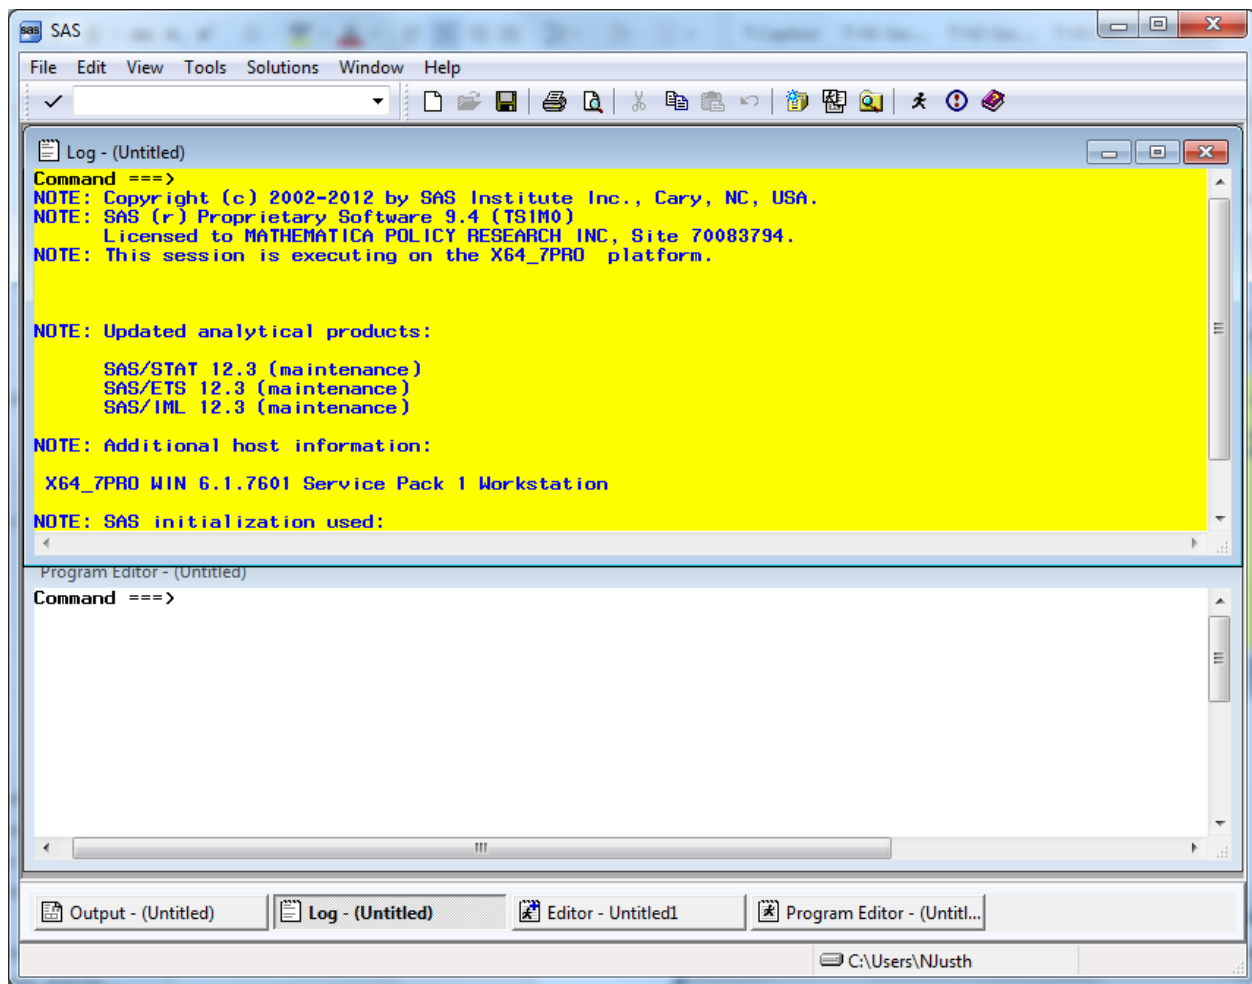 sas SAS
File Edit View Tools Solutions Window Help
Log - (Untitled)
Command ===>
NOTE: Copyright (c) 2002-2012 by SAS Institute Inc., Cary, NC, USA.
NOTE: SAS (r) Proprietary Software 9.4 (TS1M0)
Licensed to MATHEMATICA POLICY RESEARCH INC, Site 70083794.
NOTE: This session is executing on the X64_7PRO platform.
NOTE: Updated analytical products:
SAS/STAT 12.3 (maintenance)
SAS/ETS 12.3 (maintenance)
SAS/IML 12.3 (maintenance)
NOTE: Additional host information:
X64_7PRO WIN 6.1.7601 Service Pack 1 Workstation
NOTE: SAS initialization used:
Program Editor - (Untitled)
Command ===>
Output - (Untitled) Log - (Untitled) Editor - Untitled1 Program Editor - (Untitl...
C:\Users\NJusth